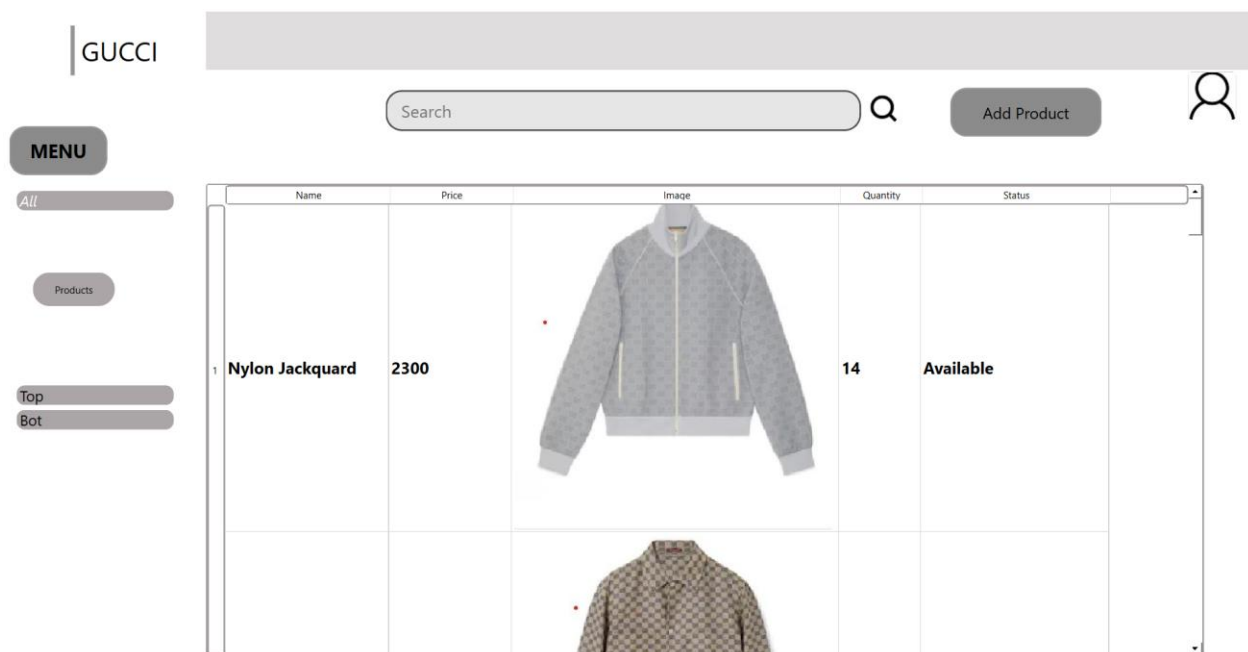 GUCCI
Search
Add Product
MENU
All
Products
Top
Bot
Name Price Image Quantity Status
1 Nylon Jackquard 2300 14 Available